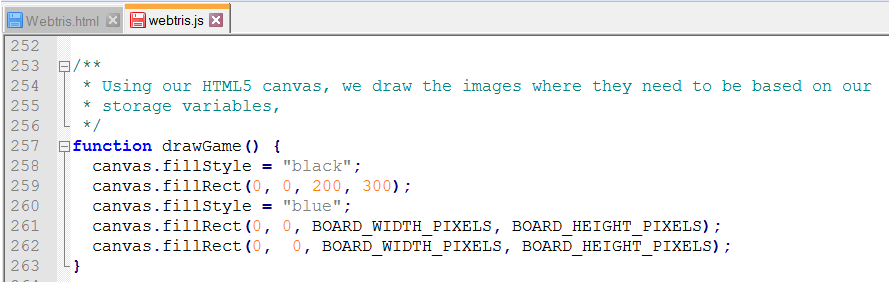 Webtris.html webtris.js
252
253 /**
254 * Using our HTML5 canvas, we draw the images where they need to be based on our
255 * storage variables,
256 */
257 function drawGame() {
258 canvas.fillStyle = "black";
259 canvas.fillRect(0, 0, 200, 300);
260 canvas.fillStyle = "blue";
261 canvas.fillRect(0, 0, BOARD_WIDTH_PIXELS, BOARD_HEIGHT_PIXELS);
262 canvas.fillRect(0,  0, BOARD_WIDTH_PIXELS, BOARD_HEIGHT_PIXELS);
263 }